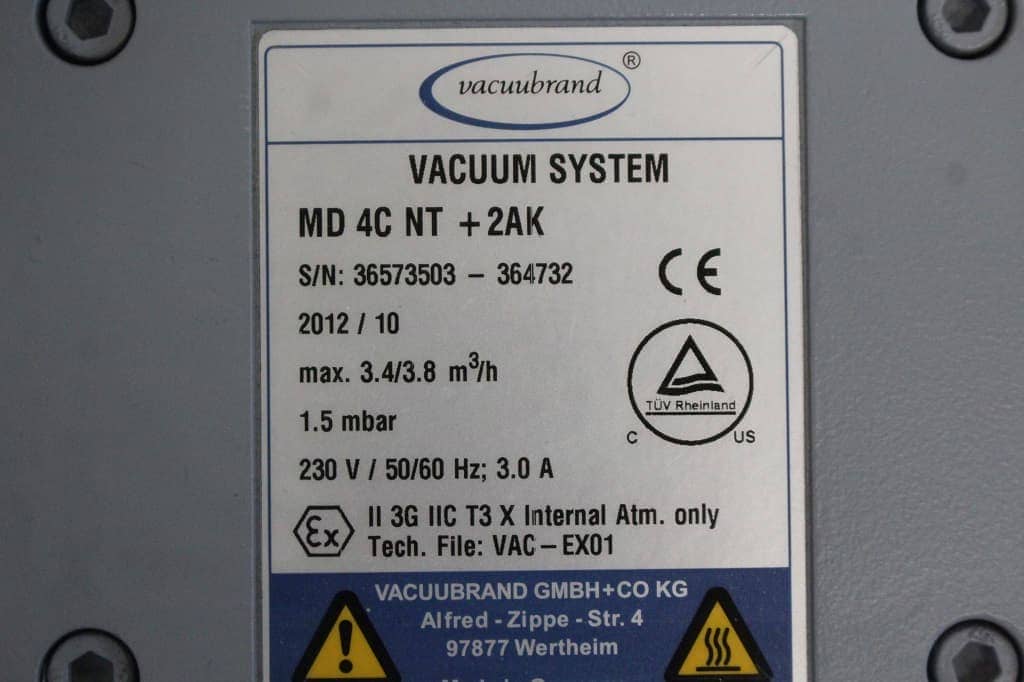 vacuubrand ®
VACUUM SYSTEM
MD 4C NT + 2AK
S/N: 36573503 – 364732
CE
2012 / 10
max. 3.4/3.8 m³/h
TÜV Rheinland
1.5 mbar
C US
230 V / 50/60 Hz; 3.0 A
Ex II 3G IIC T3 X Internal Atm. only
Tech. File: VAC – EX01
VACUUBRAND GMBH+CO KG
Alfred - Zippe - Str. 4
97877 Wertheim